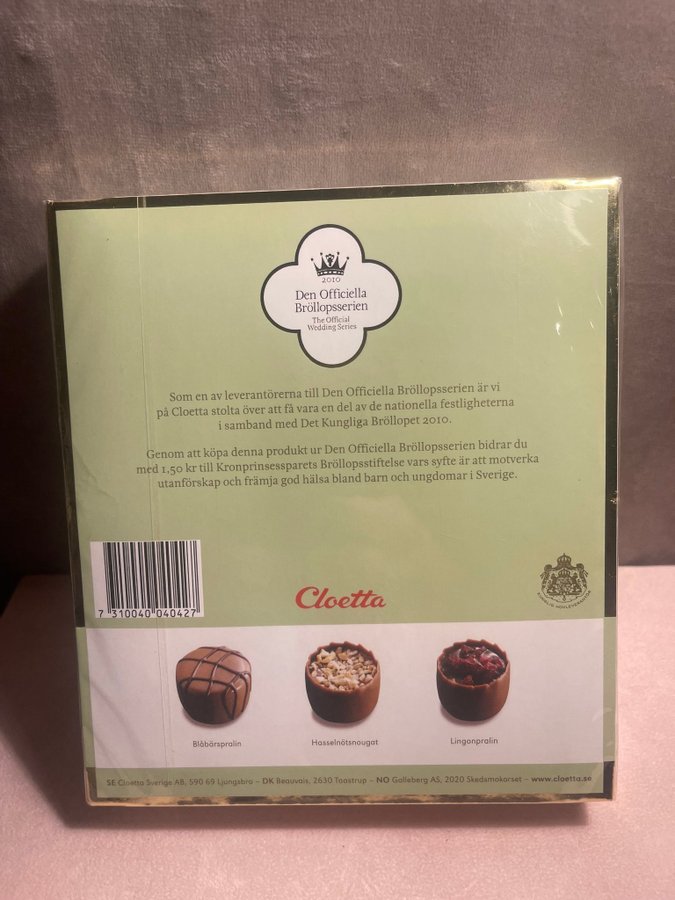 2010
Den Officiella
Bröllopsserien
The Official
Wedding Series
Som en av leverantörerna till Den Officiella Bröllopsserien är vi
på Cloetta stolta över att få vara en del av de nationella festligheterna
i samband med Det Kungliga Bröllopet 2010.
Genom att köpa denna produkt ur Den Officiella Bröllopsserien bidrar du
med 1,50 kr till Kronprinsessparets Bröllopsstiftelse vars syfte är att motverka
utanförskap och främja god hälsa bland barn och ungdomar i Sverige.
7 310040 040427
Cloetta
KUNGLIG HOVLEVERANTÖR
Blåbärspralin
Hasselnötsnougat
Lingonpralin
SE Cloetta Sverige AB, 590 69 Ljungsbro – DK Beauvais, 2630 Taastrup – NO Galleberg AS, 2020 Skedsmokorset – www.cloetta.se